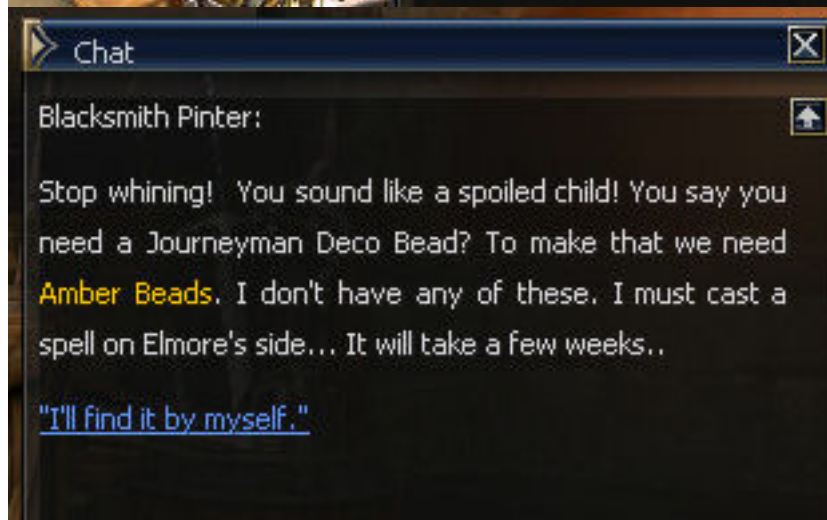 Chat
Blacksmith Pinter:
Stop whining! You sound like a spoiled child! You say you
need a Journeyman Deco Bead? To make that we need
Amber Beads. I don't have any of these. I must cast a
spell on Elmore's side... It will take a few weeks..
"I'll find it by myself."